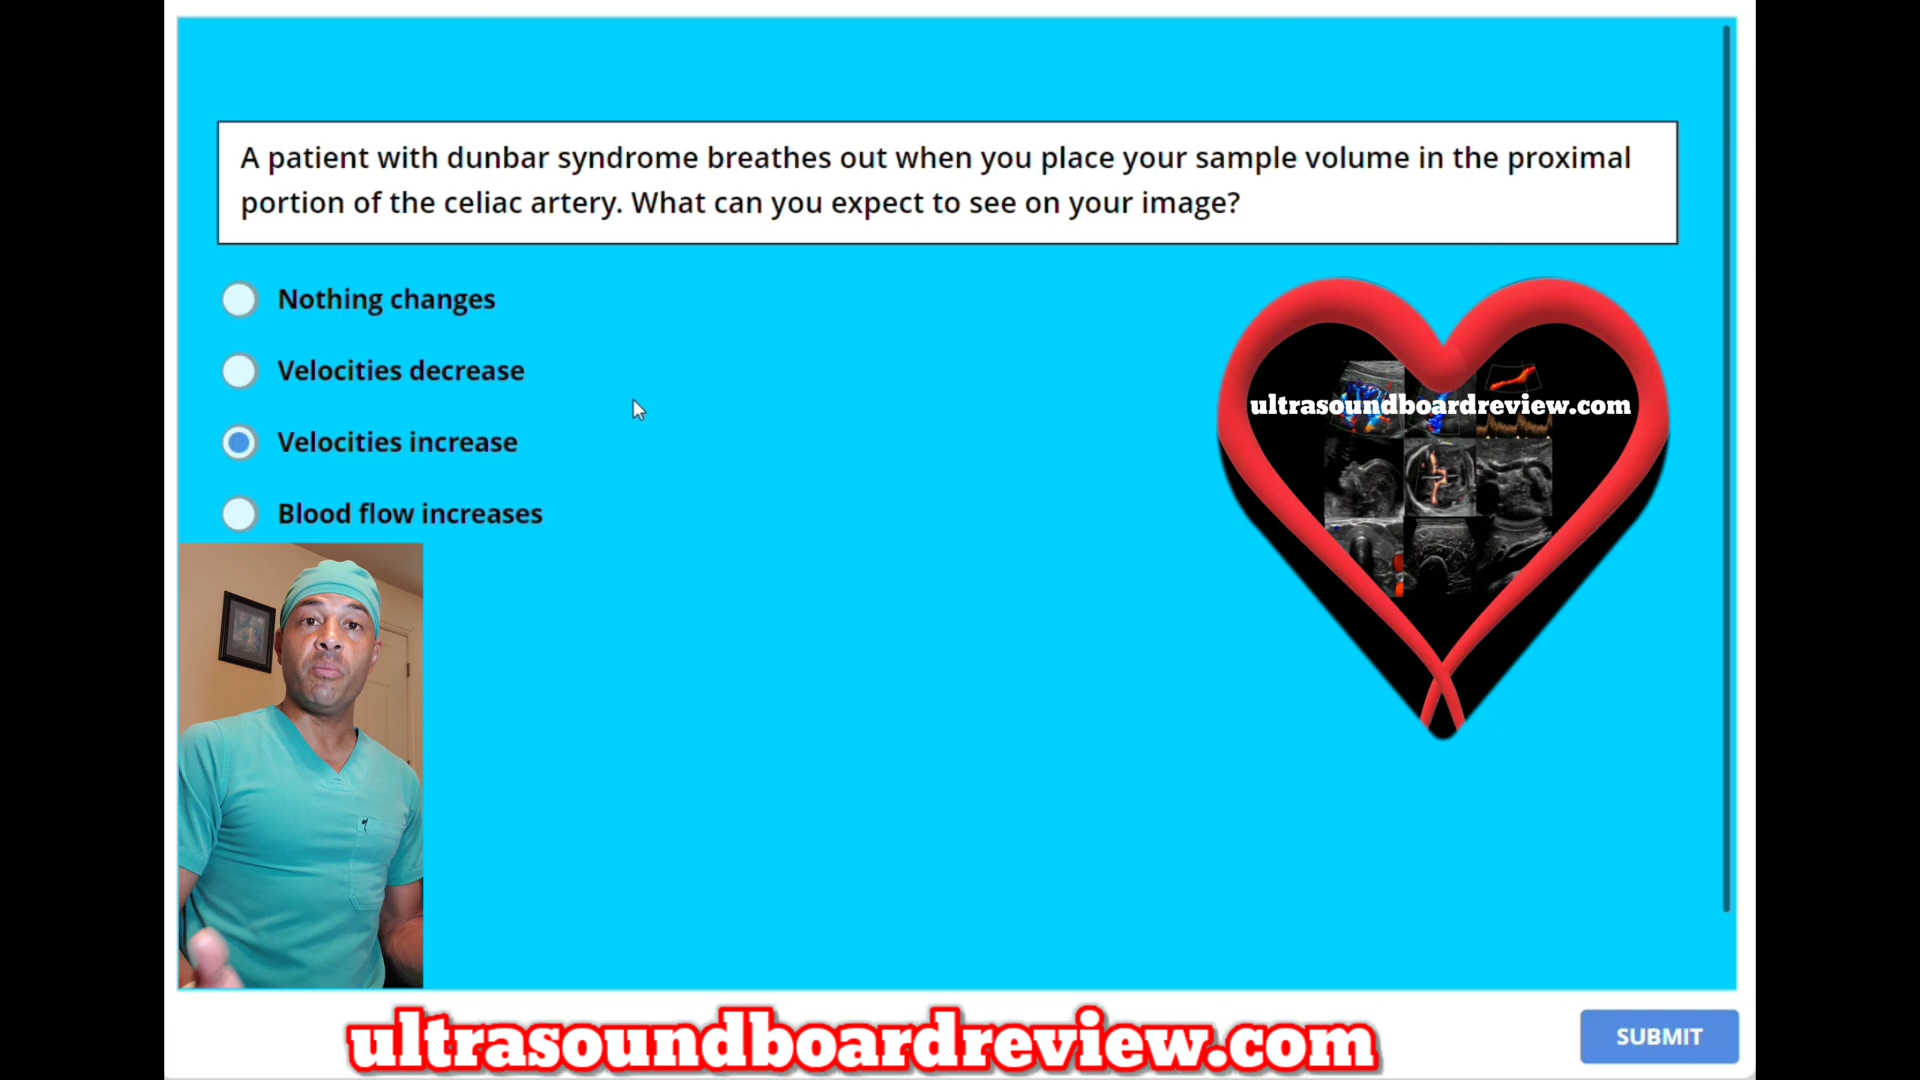 A patient with dunbar syndrome breathes out when you place your sample volume in the proximal
portion of the celiac artery. What can you expect to see on your image?
Nothing changes
Velocities decrease
Velocities increase
Blood flow increases
ultrasoundboardreview.com
ultrasoundboardreview.com
SUBMIT